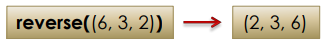 reverse((6, 3, 2)) (2, 3, 6)